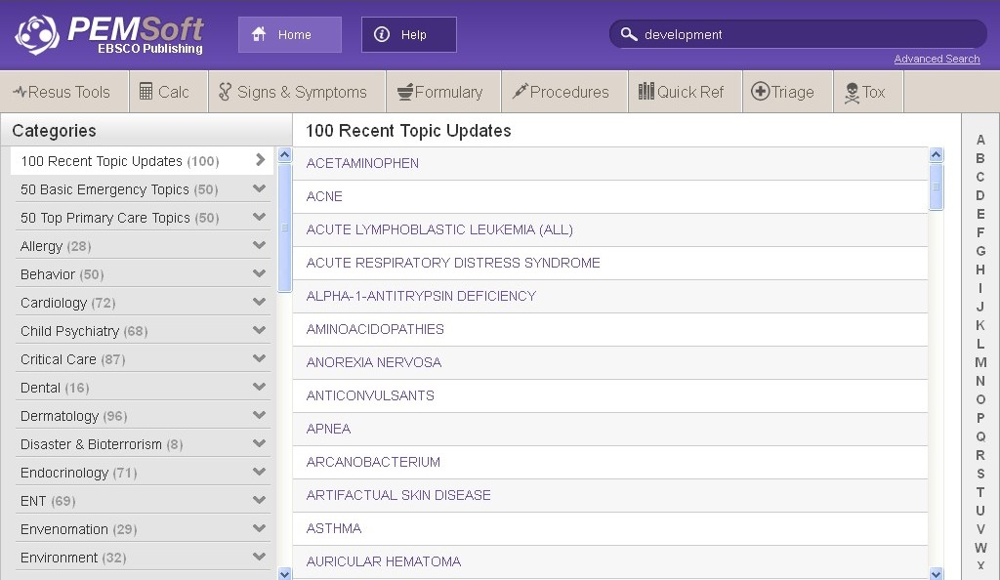 PEMSoft
EBSCO Publishing
Home
Help
development
Advanced Search
Resus Tools
Calc
Signs & Symptoms
Formulary
Procedures
Quick Ref
Triage
Tox
Categories
100 Recent Topic Updates (100)
50 Basic Emergency Topics (50)
50 Top Primary Care Topics (50)
Allergy (28)
Behavior (50)
Cardiology (72)
Child Psychiatry (68)
Critical Care (87)
Dental (16)
Dermatology (96)
Disaster & Bioterrorism (8)
Endocrinology (71)
ENT (69)
Envenomation (29)
Environment (32)
100 Recent Topic Updates
ACETAMINOPHEN
ACNE
ACUTE LYMPHOBLASTIC LEUKEMIA (ALL)
ACUTE RESPIRATORY DISTRESS SYNDROME
ALPHA-1-ANTITRYPSIN DEFICIENCY
AMINOACIDOPATHIES
ANOREXIA NERVOSA
ANTICONVULSANTS
APNEA
ARCANOBACTERIUM
ARTIFACTUAL SKIN DISEASE
ASTHMA
AURICULAR HEMATOMA
A
B
C
D
E
F
G
H
I
J
K
L
M
N
O
P
Q
R
S
T
U
V
W
X